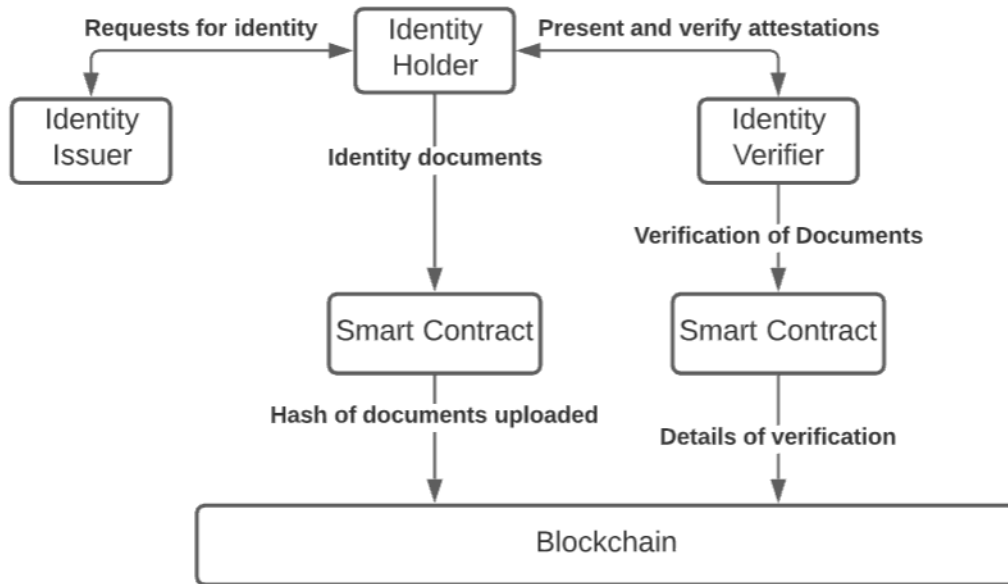 Requests for identity
Identity
Holder
Present and verify attestations
Identity
Issuer
Identity
Verifier
Identity documents
Verification of Documents
Smart Contract
Smart Contract
Hash of documents uploaded
Details of verification
Blockchain